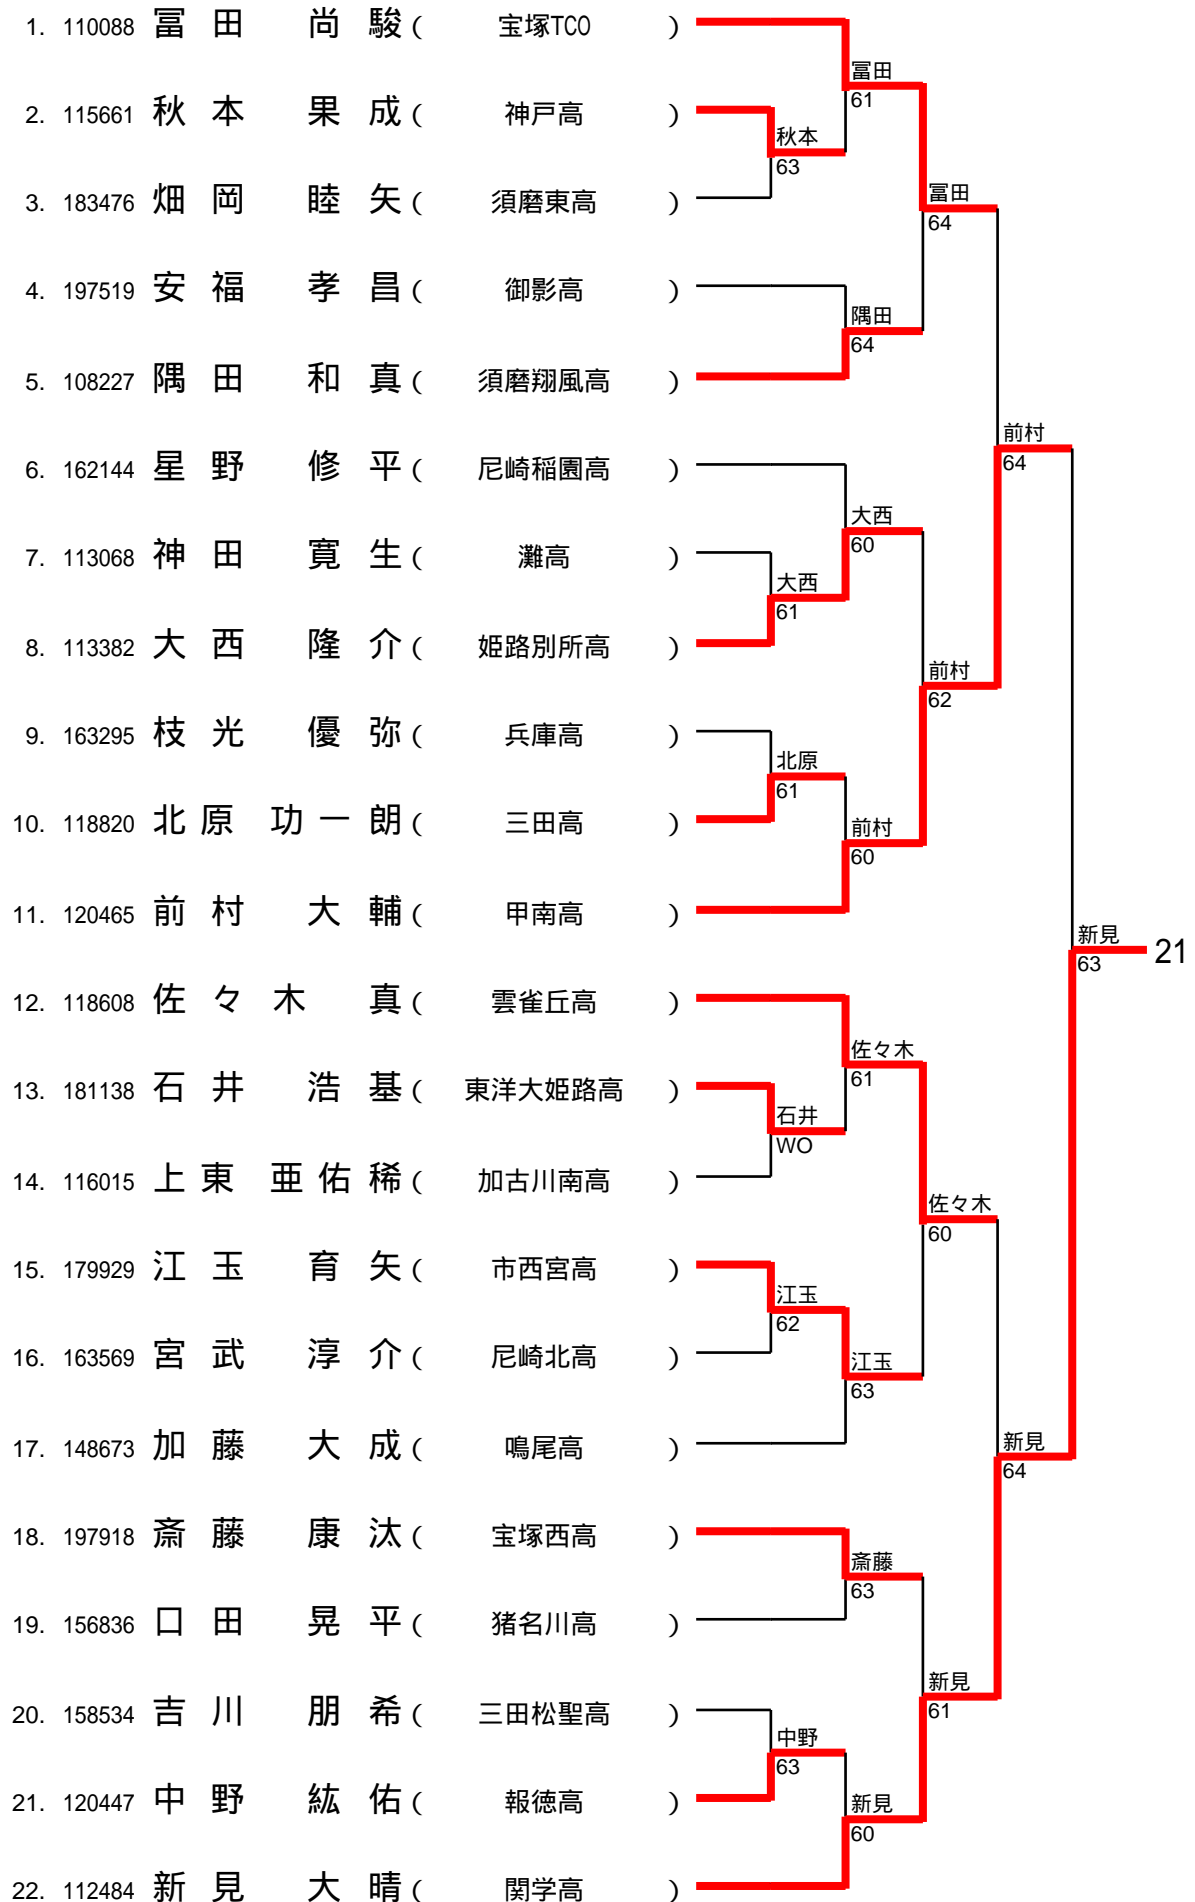 1. 110088 冨田 尚駿 ( 宝塚TCO )
冨田
61
2. 115661 秋本 果成 ( 神戸高 )
秋本
63
3. 183476 畑岡 睦矢 ( 須磨東高 )
冨田
64
4. 197519 安福 孝昌 ( 御影高 )
隅田
64
5. 108227 隅田 和真 ( 須磨翔風高 )
前村
64
6. 162144 星野 修平 ( 尼崎稲園高 )
大西
60
7. 113068 神田 寛生 ( 灘高 )
大西
61
8. 113382 大西 隆介 ( 姫路別所高 )
前村
62
9. 163295 枝光 優弥 ( 兵庫高 )
北原
61
10. 118820 北原 功一朗 ( 三田高 )
前村
60
11. 120465 前村 大輔 ( 甲南高 )
新見
63
21
12. 118608 佐々木 真 ( 雲雀丘高 )
佐々木
61
13. 181138 石井 浩基 ( 東洋大姫路高 )
石井
WO
14. 116015 上東 亜佑稀 ( 加古川南高 )
佐々木
60
15. 179929 江玉 育矢 ( 市西宮高 )
江玉
62
16. 163569 宮武 淳介 ( 尼崎北高 )
江玉
63
17. 148673 加藤 大成 ( 鳴尾高 )
新見
64
18. 197918 斎藤 康汰 ( 宝塚西高 )
斎藤
63
19. 156836 口田 晃平 ( 猪名川高 )
新見
61
20. 158534 吉川 朋希 ( 三田松聖高 )
中野
63
21. 120447 中野 紘佑 ( 報徳高 )
新見
60
22. 112484 新見 大晴 ( 関学高 )